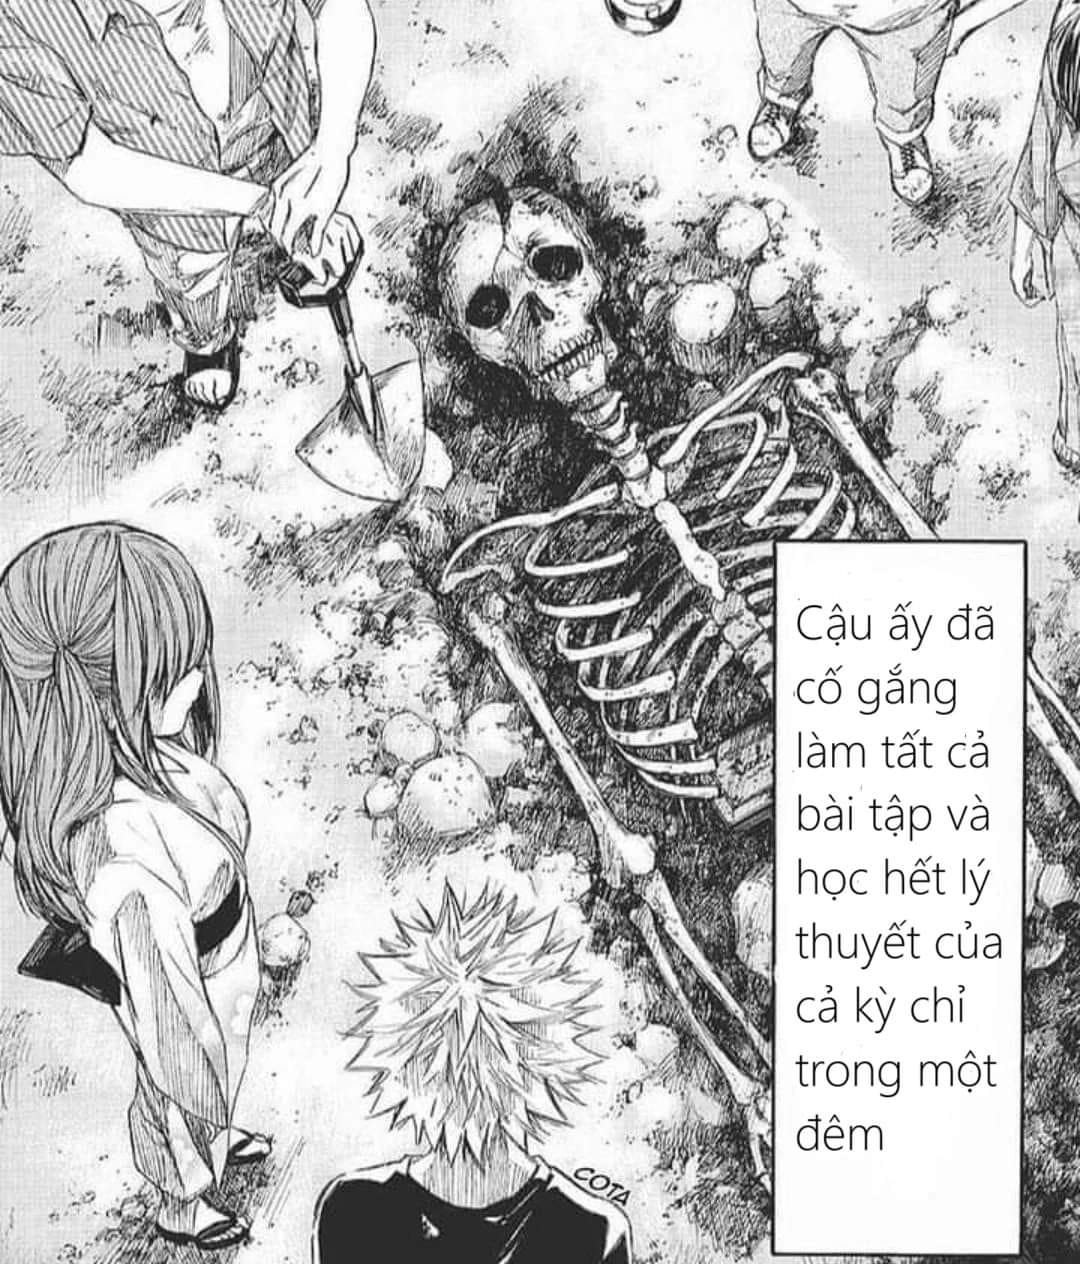 Cậu ấy đã
cố gắng
làm tất cả
bài tập và
học hết lý
thuyết của
cả kỳ chỉ
trong một
đêm
COTA